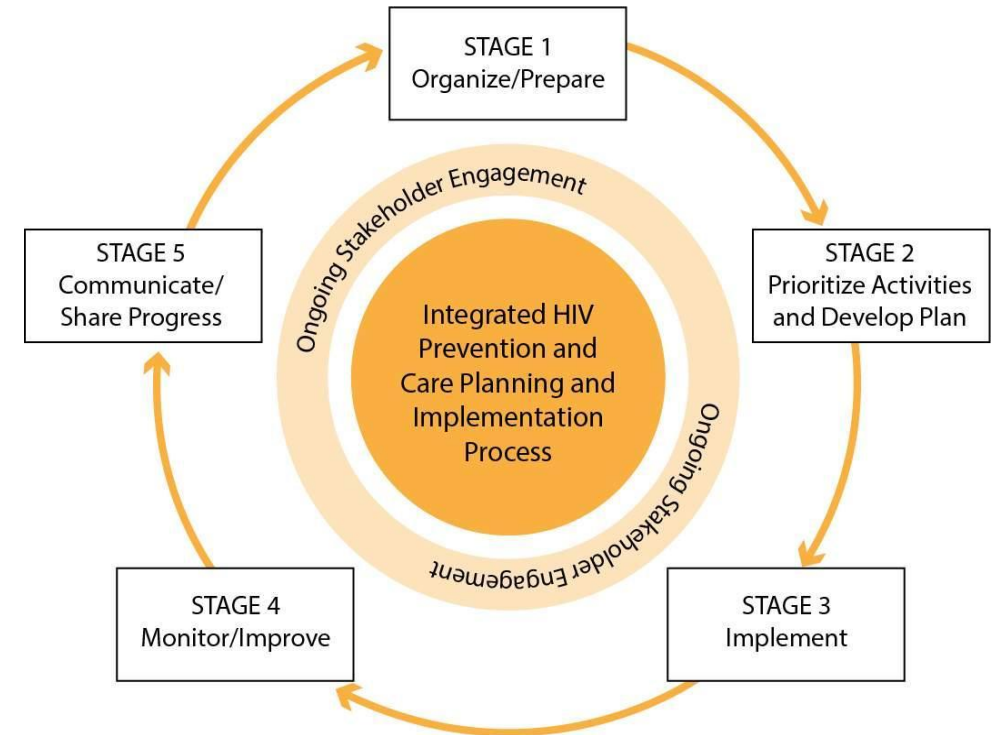 STAGE 1
Organize/Prepare
STAGE 2
Prioritize Activities
and Develop Plan
STAGE 3
Implement
STAGE 4
Monitor/Improve
STAGE 5
Communicate/
Share Progress
Ongoing Stakeholder Engagement
Ongoing Stakeholder Engagement
Integrated HIV
Prevention and
Care Planning and
Implementation
Process